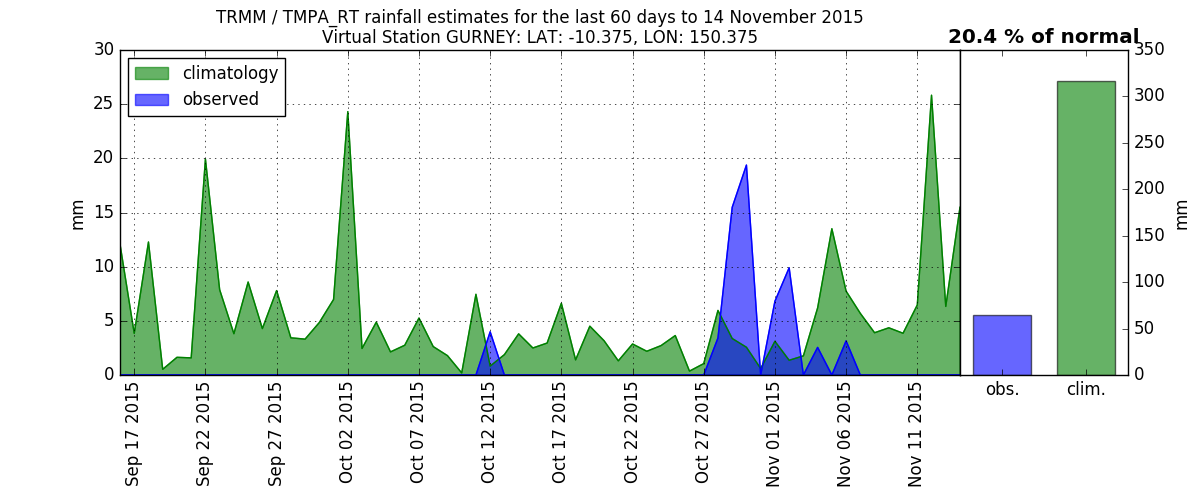 TRMM / TMPA_RT rainfall estimates for the last 60 days to 14 November 2015
Virtual Station GURNEY: LAT: -10.375, LON: 150.375
20.4 % of normal
climatology
observed
30
25
20
15
10
5
0
mm
Sep 17 2015
Sep 22 2015
Sep 27 2015
Oct 02 2015
Oct 07 2015
Oct 12 2015
Oct 17 2015
Oct 22 2015
Oct 27 2015
Nov 01 2015
Nov 06 2015
Nov 11 2015
350
300
250
200
150
100
50
0
mm
obs.
clim.